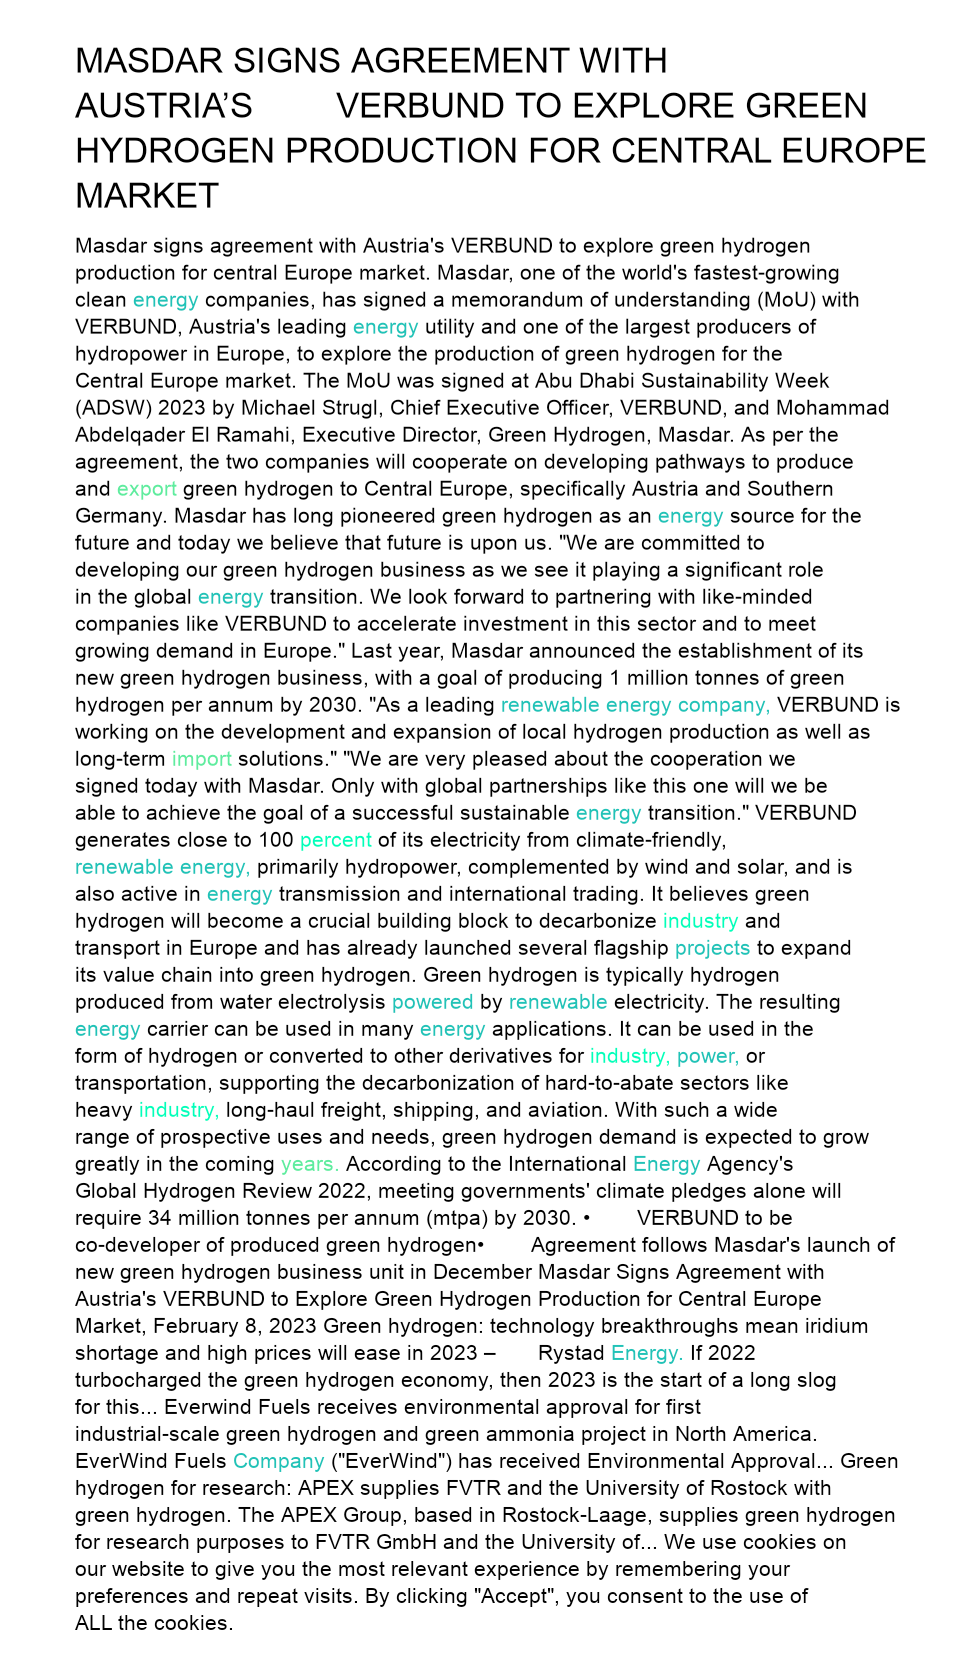 MASDAR SIGNS AGREEMENT WITH
AUSTRIA’S VERBUND TO EXPLORE GREEN
HYDROGEN PRODUCTION FOR CENTRAL EUROPE
MARKET
Masdar signs agreement with Austria's VERBUND to explore green hydrogen
production for central Europe market. Masdar, one of the world's fastest-growing
clean energy companies, has signed a memorandum of understanding (MoU) with
VERBUND, Austria's leading energy utility and one of the largest producers of
hydropower in Europe, to explore the production of green hydrogen for the
Central Europe market. The MoU was signed at Abu Dhabi Sustainability Week
(ADSW) 2023 by Michael Strugl, Chief Executive Officer, VERBUND, and Mohammad
Abdelqader El Ramahi, Executive Director, Green Hydrogen, Masdar. As per the
agreement, the two companies will cooperate on developing pathways to produce
and export green hydrogen to Central Europe, specifically Austria and Southern
Germany. Masdar has long pioneered green hydrogen as an energy source for the
future and today we believe that future is upon us. "We are committed to
developing our green hydrogen business as we see it playing a significant role
in the global energy transition. We look forward to partnering with like-minded
companies like VERBUND to accelerate investment in this sector and to meet
growing demand in Europe." Last year, Masdar announced the establishment of its
new green hydrogen business, with a goal of producing 1 million tonnes of green
hydrogen per annum by 2030. "As a leading renewable energy company, VERBUND is
working on the development and expansion of local hydrogen production as well as
long-term import solutions." "We are very pleased about the cooperation we
signed today with Masdar. Only with global partnerships like this one will we be
able to achieve the goal of a successful sustainable energy transition." VERBUND
generates close to 100 percent of its electricity from climate-friendly,
renewable energy, primarily hydropower, complemented by wind and solar, and is
also active in energy transmission and international trading. It believes green
hydrogen will become a crucial building block to decarbonize industry and
transport in Europe and has already launched several flagship projects to expand
its value chain into green hydrogen. Green hydrogen is typically hydrogen
produced from water electrolysis powered by renewable electricity. The resulting
energy carrier can be used in many energy applications. It can be used in the
form of hydrogen or converted to other derivatives for industry, power, or
transportation, supporting the decarbonization of hard-to-abate sectors like
heavy industry, long-haul freight, shipping, and aviation. With such a wide
range of prospective uses and needs, green hydrogen demand is expected to grow
greatly in the coming years. According to the International Energy Agency's
Global Hydrogen Review 2022, meeting governments' climate pledges alone will
require 34 million tonnes per annum (mtpa) by 2030. • VERBUND to be
co-developer of produced green hydrogen• Agreement follows Masdar's launch of
new green hydrogen business unit in December Masdar Signs Agreement with
Austria's VERBUND to Explore Green Hydrogen Production for Central Europe
Market, February 8, 2023 Green hydrogen: technology breakthroughs mean iridium
shortage and high prices will ease in 2023 – Rystad Energy. If 2022
turbocharged the green hydrogen economy, then 2023 is the start of a long slog
for this... Everwind Fuels receives environmental approval for first
industrial-scale green hydrogen and green ammonia project in North America.
EverWind Fuels Company ("EverWind") has received Environmental Approval... Green
hydrogen for research: APEX supplies FVTR and the University of Rostock with
green hydrogen. The APEX Group, based in Rostock-Laage, supplies green hydrogen
for research purposes to FVTR GmbH and the University of... We use cookies on
our website to give you the most relevant experience by remembering your
preferences and repeat visits. By clicking "Accept", you consent to the use of
ALL the cookies.